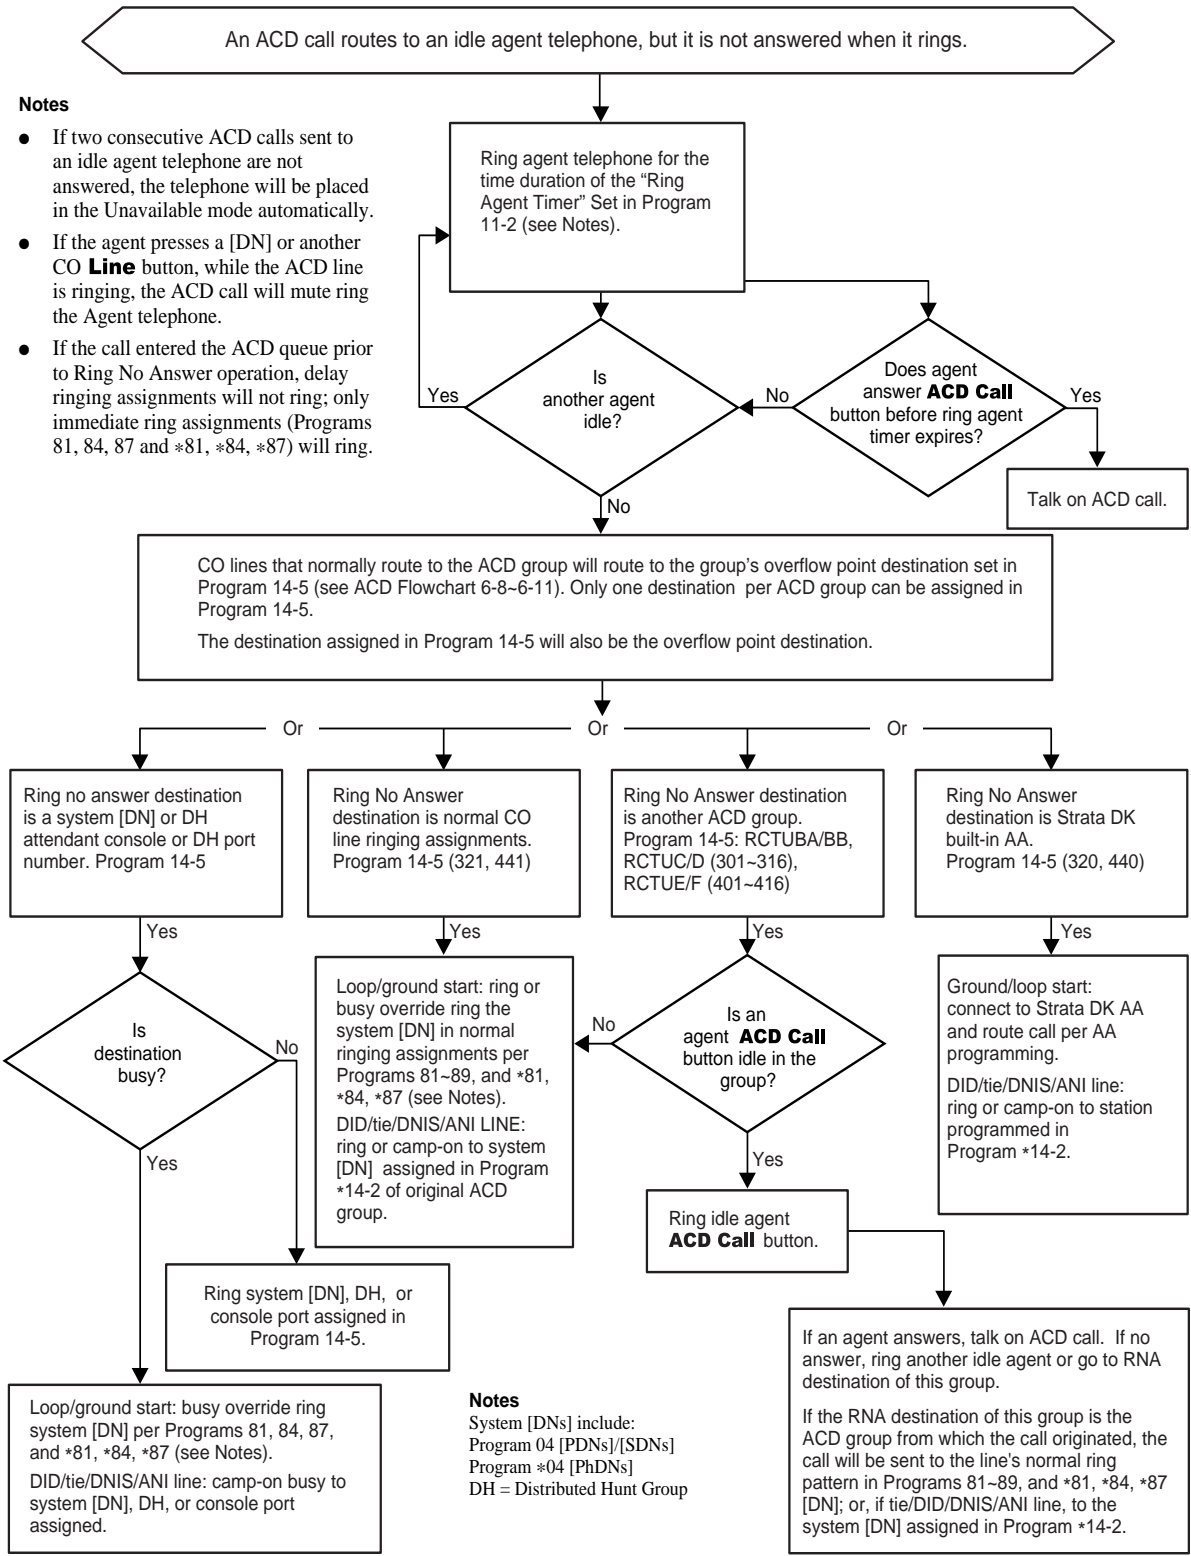 An ACD call routes to an idle agent telephone, but it is not answered when it rings.
Notes
● If two consecutive ACD calls sent to
an idle agent telephone are not
answered, the telephone will be placed
in the Unavailable mode automatically.
● If the agent presses a [DN] or another
CO Line button, while the ACD line
is ringing, the ACD call will mute ring
the Agent telephone.
● If the call entered the ACD queue prior
to Ring No Answer operation, delay
ringing assignments will not ring; only
immediate ring assignments (Programs
81, 84, 87 and *81, *84, *87) will ring.
Ring agent telephone for the
time duration of the “Ring
Agent Timer” Set in Program
11-2 (see Notes).
Yes
Is
another agent
idle?
No
Does agent
answer ACD Call
button before ring agent
timer expires?
Yes
Talk on ACD call.
No
CO lines that normally route to the ACD group will route to the group’s overflow point destination set in
Program 14-5 (see ACD Flowchart 6-8~6-11). Only one destination per ACD group can be assigned in
Program 14-5.
The destination assigned in Program 14-5 will also be the overflow point destination.
Or
Or
Or
Ring no answer destination
is a system [DN] or DH
attendant console or DH port
number. Program 14-5
Ring No Answer
destination is normal CO
line ringing assignments.
Program 14-5 (321, 441)
Ring No Answer destination
is another ACD group.
Program 14-5: RCTUBA/BB,
RCTUC/D (301~316),
RCTUE/F (401~416)
Ring No Answer
destination is Strata DK
built-in AA.
Program 14-5 (320, 440)
Yes
Yes
Yes
Yes
Is
destination
busy?
No
Yes
Loop/ground start: ring or
busy override ring the
system [DN] in normal
ringing assignments per
Programs 81~89, and *81,
*84, *87 (see Notes).
DID/tie/DNIS/ANI LINE:
ring or camp-on to system
[DN] assigned in Program
*14-2 of original ACD
group.
No
Is an
agent ACD Call
button idle in the
group?
Yes
Ground/loop start:
connect to Strata DK AA
and route call per AA
programming.
DID/tie/DNIS/ANI line:
ring or camp-on to station
programmed in
Program *14-2.
Ring idle agent
ACD Call button.
Ring system [DN], DH, or
console port assigned in
Program 14-5.
If an agent answers, talk on ACD call. If no
answer, ring another idle agent or go to RNA
destination of this group.
If the RNA destination of this group is the
ACD group from which the call originated, the
call will be sent to the line's normal ring
pattern in Programs 81~89, and *81, *84, *87
[DN]; or, if tie/DID/DNIS/ANI line, to the
system [DN] assigned in Program *14-2.
Loop/ground start: busy override ring
system [DN] per Programs 81, 84, 87,
and *81, *84, *87 (see Notes).
DID/tie/DNIS/ANI line: camp-on busy to
system [DN], DH, or console port
assigned.
Notes
System [DNs] include:
Program 04 [PDNs]/[SDNs]
Program *04 [PhDNs]
DH = Distributed Hunt Group